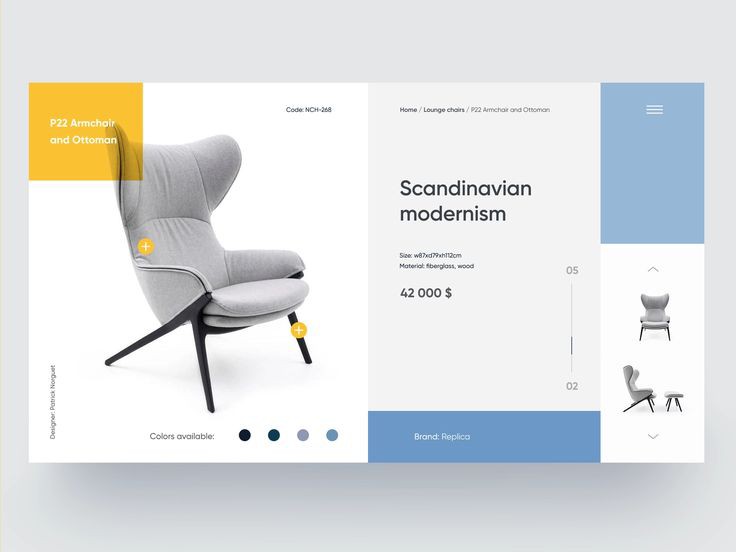 P22 Armchair
and Ottoman
Code: NCH-268
Designer: Patrick Norguet
Colors available:
Home / Lounge chairs / P22 Armchair and Ottoman
Scandinavian
modernism
Size: w87xd79xh112cm
Material: fiberglass, wood
42 000 $
05
02
Brand: Replica